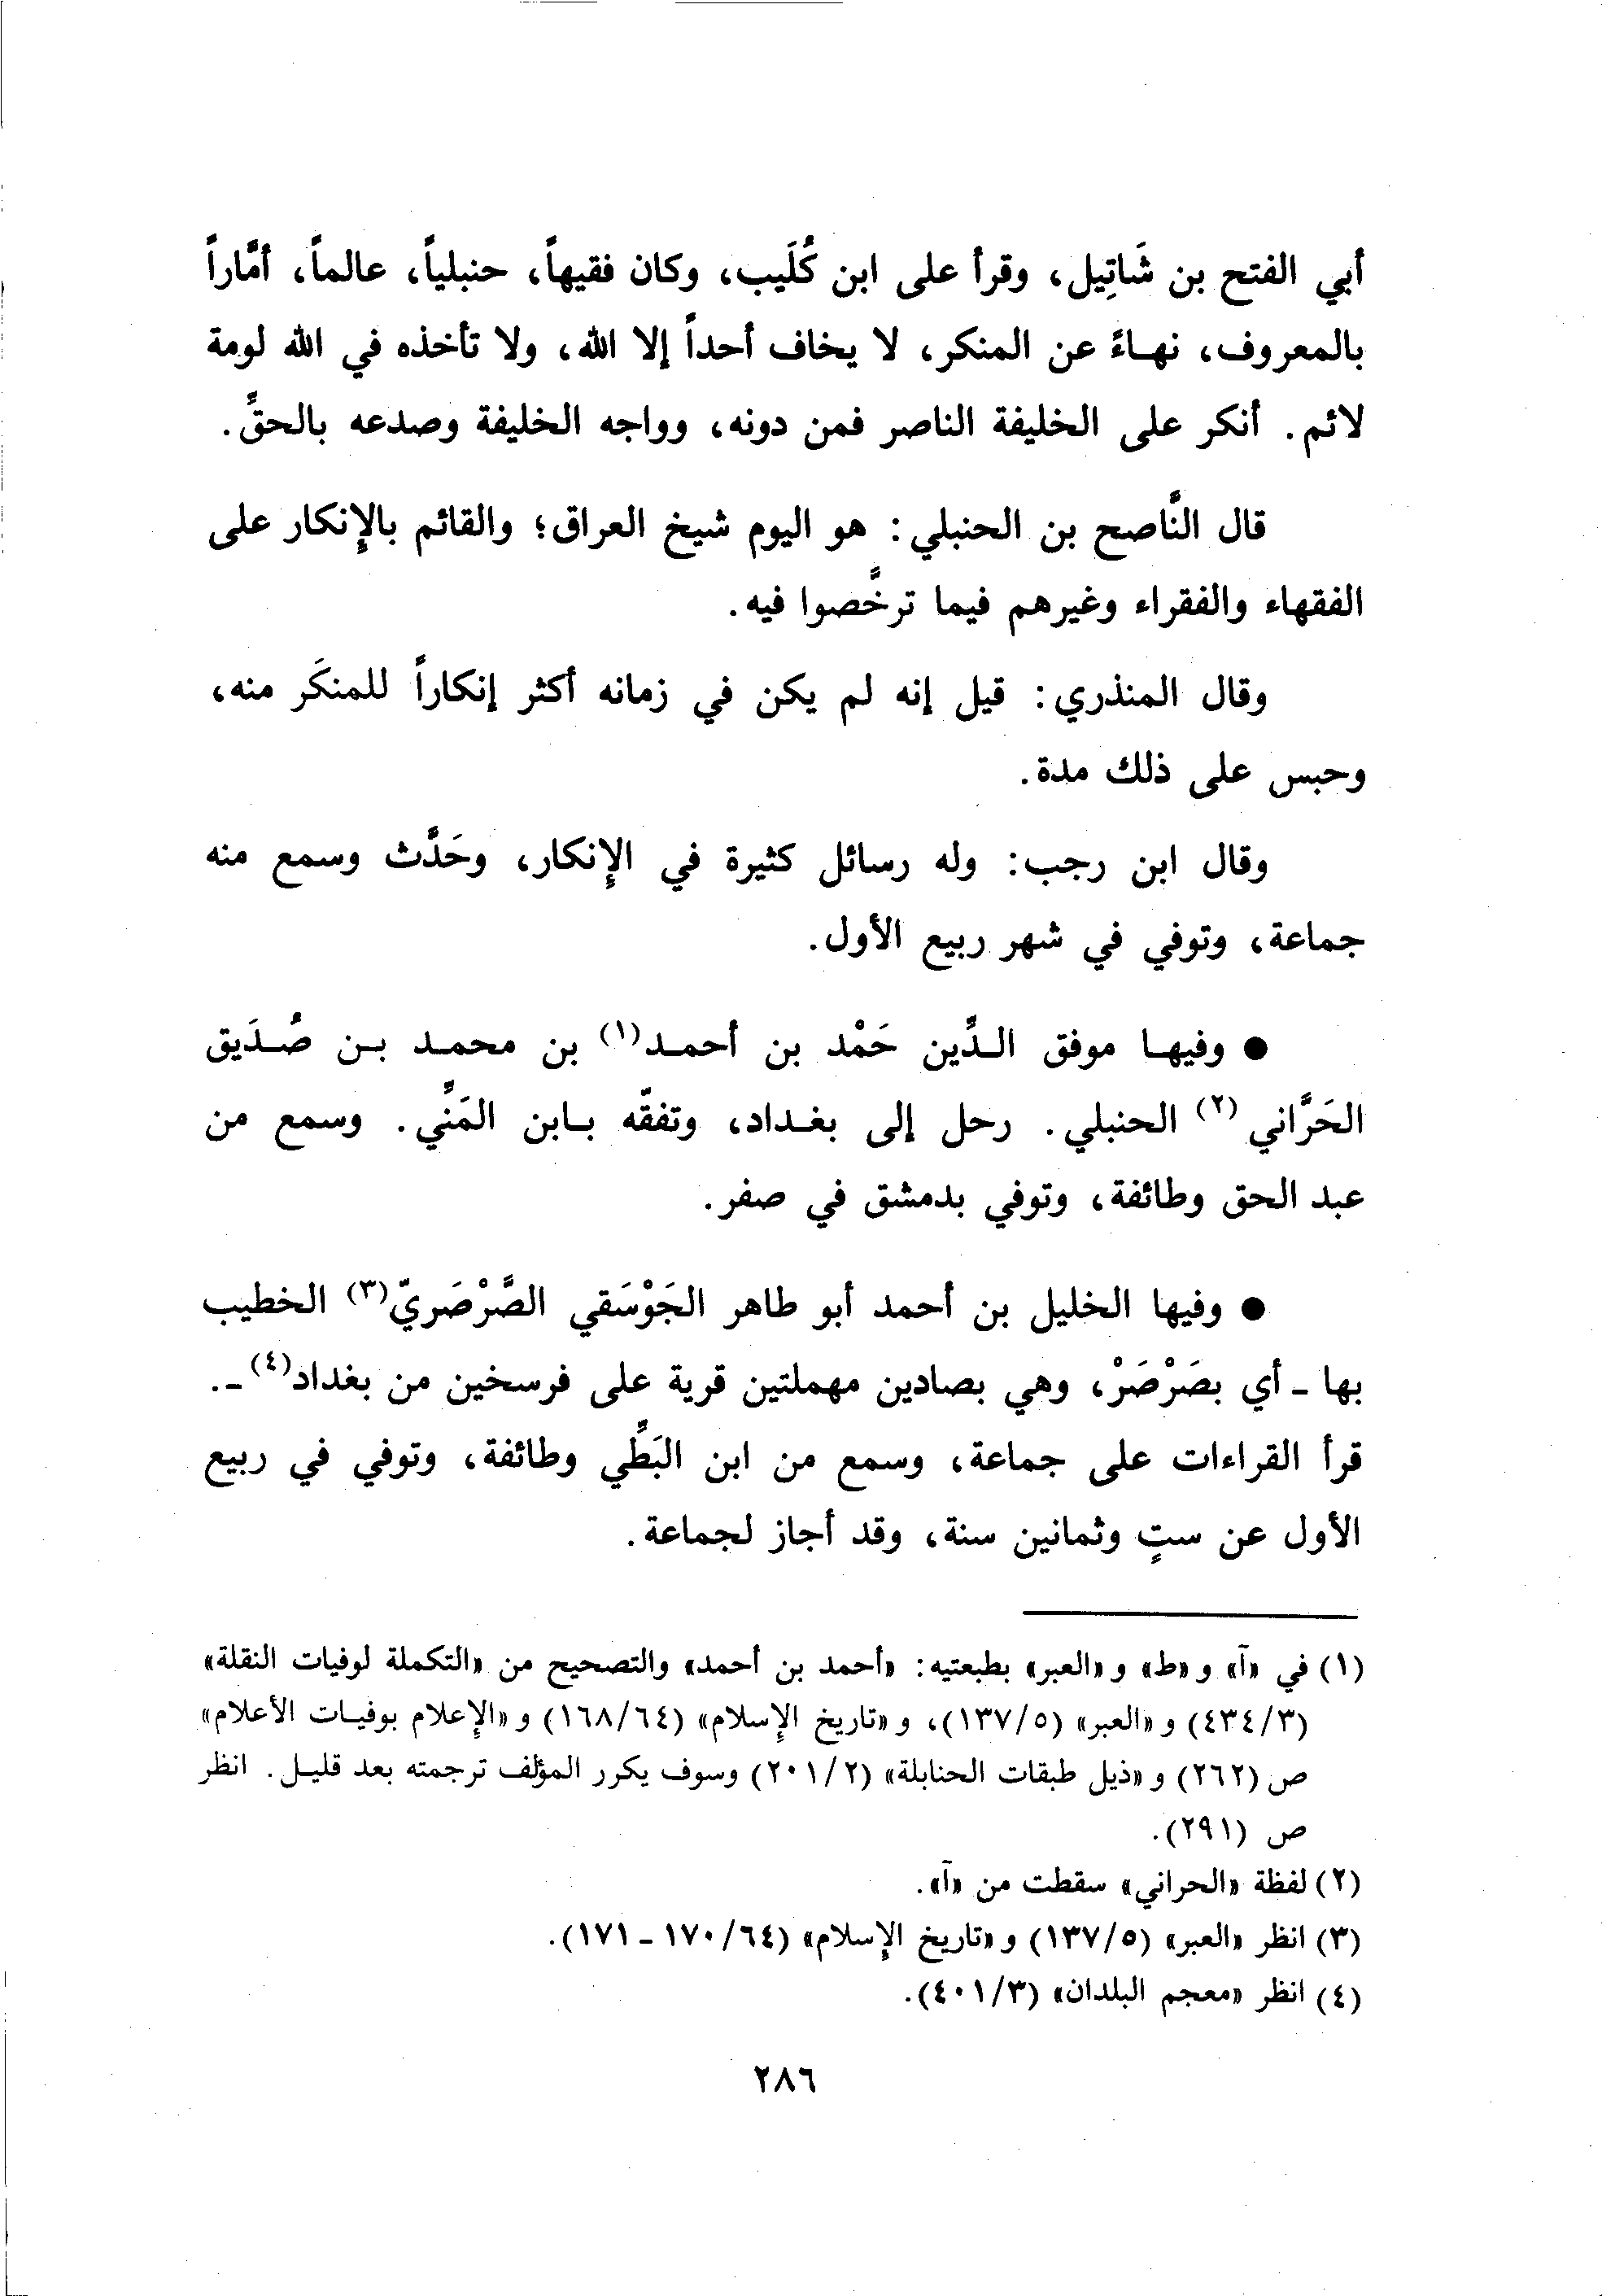 أبي الفتح بن شَاتِيل، وقرأ على ابن كُلَيب، وكان فقيهاً، حنبلياً، عالماً، أمَّاراً
بالمعروف، نهـاءً عن المنكر، لا يخاف أحداً إلا الله، ولا تأخذه في الله لومة
لائم. أنكر على الخليفة الناصر فمن دونه، وواجه الخليفة وصدعه بالحقِّ.
قال النَّاصح بن الحنبلي: هو اليوم شيخ العراق؛ والقائم بالإِنكار على
الفقهاء والفقراء وغيرهم فيما ترخَّصوا فيه.
وقال المنذري: قيل إنه لم يكن في زمانه أكثر إنكاراً للمنكَر منه،
وحبس على ذلك مدة.
وقال ابن رجب: وله رسائل كثيرة في الإِنكار، وحَدَّث وسمع منه
جماعة، وتوفي في شهر ربيع الأول.
● وفيهـا موفق الـدِّين حَمْد بن أحمـد(١) بن محمـد بـن صُـدَيق
الحَرَّاني(٢) الحنبلي. رحل إلى بغـداد، وتفقّه بـابن المَنِّي. وسمع من
عبد الحق وطائفة، وتوفي بدمشق في صفر.
● وفيها الخليل بن أحمد أبو طاهر الجَوْسَقي الصَّرْصَريّ(٣) الخطيب
بها - أي بصَرْصَرْ، وهي بصادين مهملتين قرية على فرسخين من بغداد(٤) -.
قرأ القراءات على جماعة، وسمع من ابن البَطِّي وطائفة، وتوفي في ربيع
الأول عن ستٍ وثمانين سنة، وقد أجاز لجماعة.
(١) في «آ» و «ط» و «العبر» بطبعتيه: «أحمد بن أحمد» والتصحيح من «التكملة لوفيات النقلة»
(٤٣٤/٣) و «العبر» (١٣٧/٥)، و «تاريخ الإسلام» (١٦٨/٦٤) و «الإعلام بوفيـات الأعلام»
ص (٢٦٢) و «ذيل طبقات الحنابلة» (٢٠١/٢) وسوف يكرر المؤلف ترجمته بعد قليـل. انظر
ص (٢٩١).
(٢) لفظة «الحراني» سقطت من «آ».
(٣) انظر «العبر» (١٣٧/٥) و «تاريخ الإسلام» (١٧٠/٦٤ - ١٧١).
(٤) انظر «معجم البلدان» (٤٠١/٣).
٢٨٦